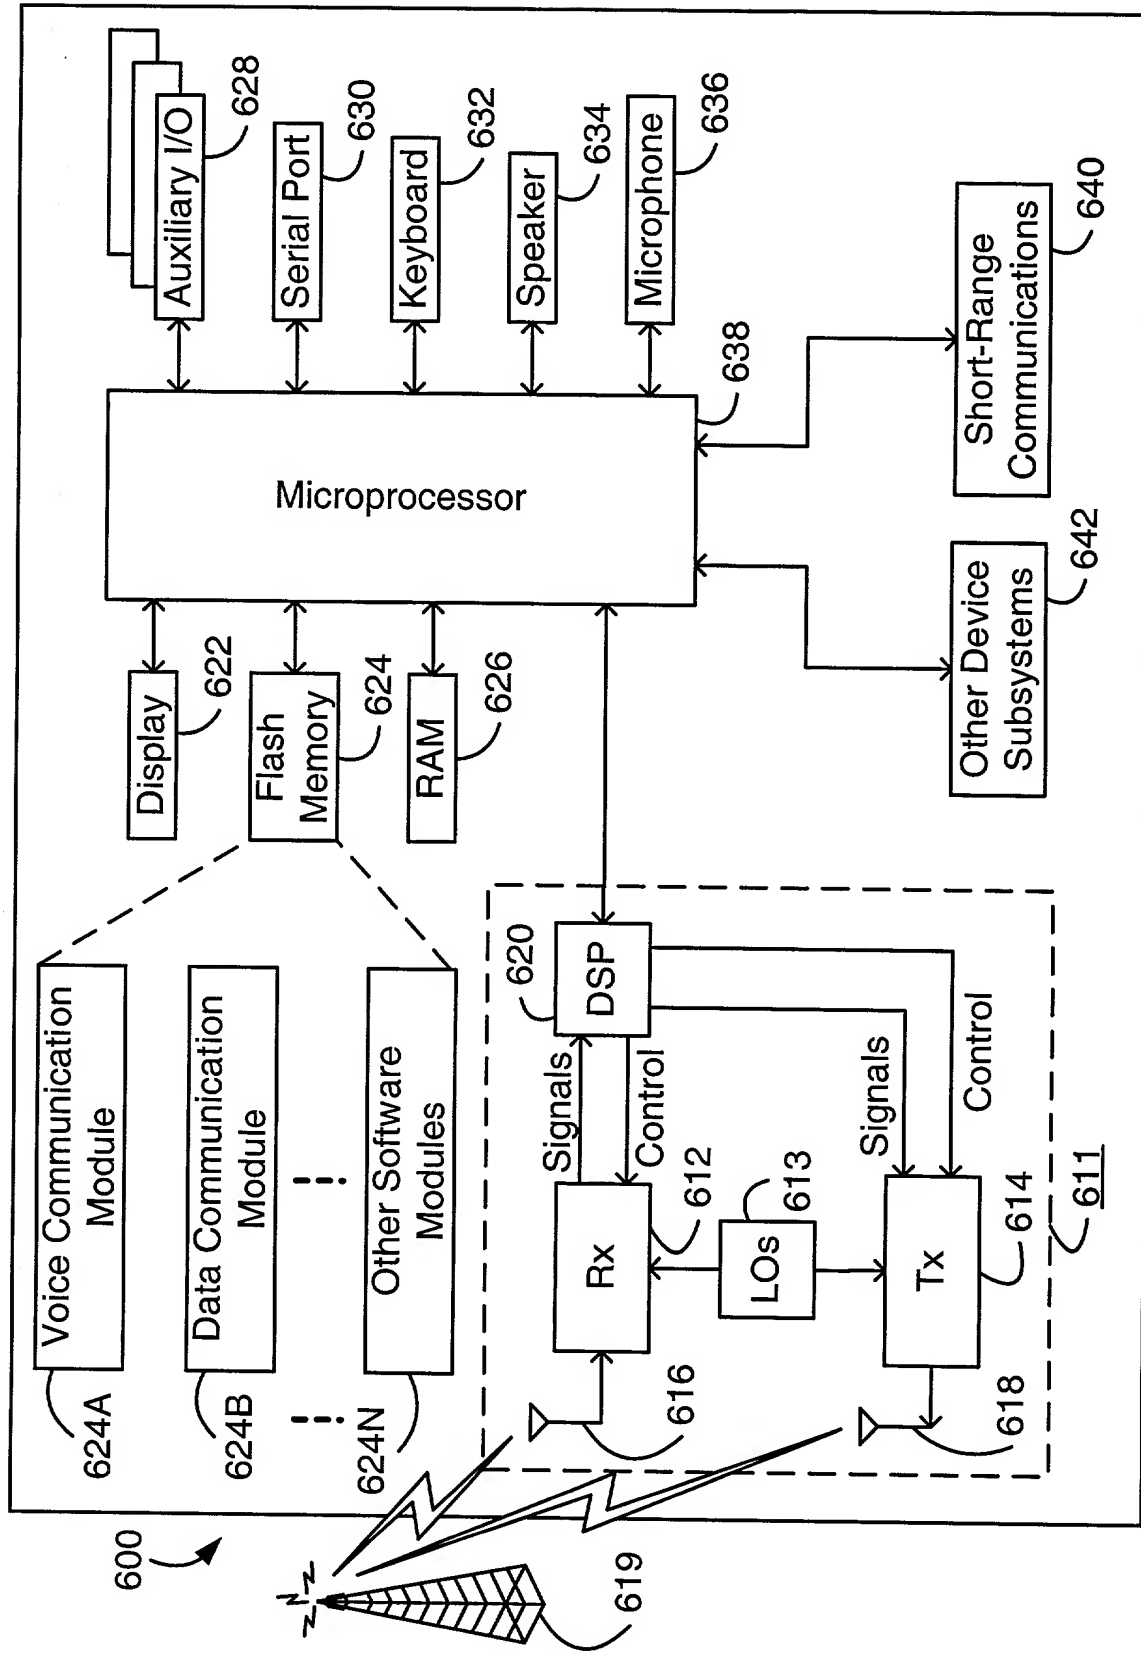 600
619
624A
Voice Communication
Module
624B
Data Communication
Module
624N
Other Software
Modules
Display
622
Flash
Memory
624
RAM
626
Microprocessor
638
Auxiliary I/O
628
Serial Port
630
Keyboard
632
Speaker
634
Microphone
636
Short-Range
Communications
640
Other Device
Subsystems
642
620
DSP
Signals
Control
Rx
612
LOs
613
Signals
Control
Tx
614
616
618
611